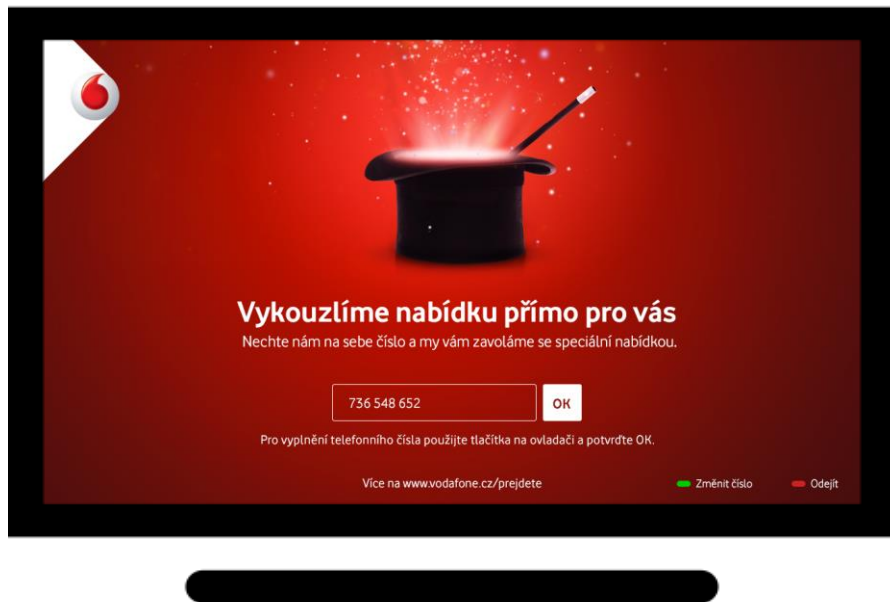 Vykouzlíme nabídku přímo pro vás
Nechte nám na sebe číslo a my vám zavoláme se speciální nabídkou.
736 548 652
OK
Pro vyplnění telefonního čísla použijte tlačítka na ovladači a potvrďte OK.
Více na www.vodafone.cz/prejdete
Změnit číslo
Odejít